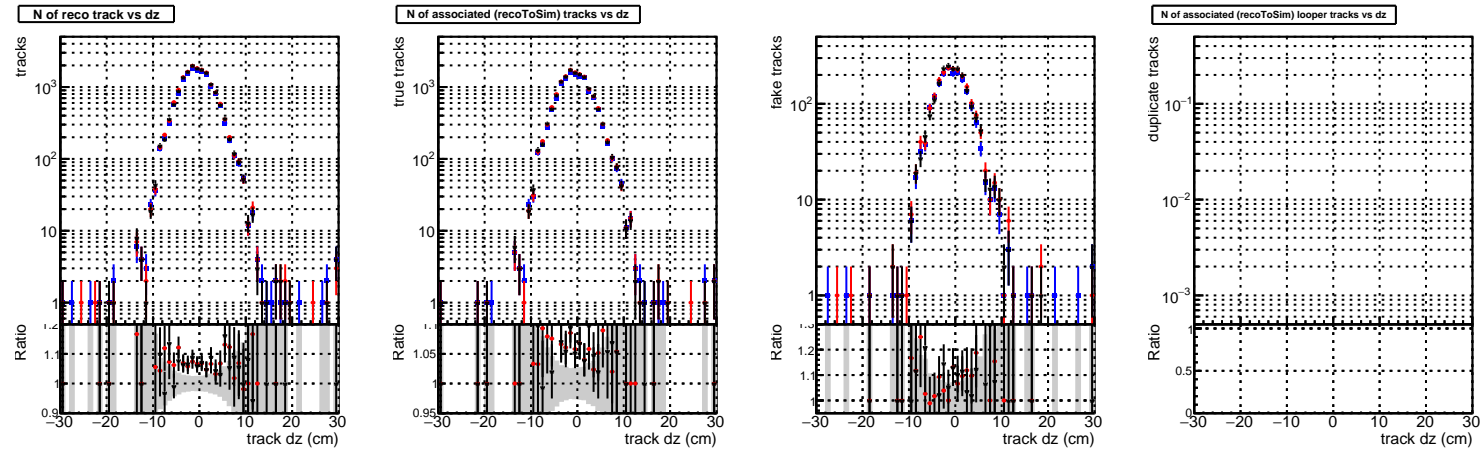 N of reco track vs dz
tracks
10³
10²
10
1
Ratio
1.2
1.1
1
0.9
−30 −20 −10 0 10 20 30
track dz (cm)
N of associated (recoToSim) tracks vs dz
true tracks
10³
10²
10
1
Ratio
1.1
1.05
1
0.95
−30 −20 −10 0 10 20 30
track dz (cm)
fake tracks
10²
10
1
Ratio
1.3
1.2
1.1
1
−30 −20 −10 0 10 20 30
track dz (cm)
N of associated (recoToSim) looper tracks vs dz
duplicate tracks
10⁻¹
10⁻²
10⁻³
Ratio
1
0.5
0
−30 −20 −10 0 10 20 30
track dz (cm)